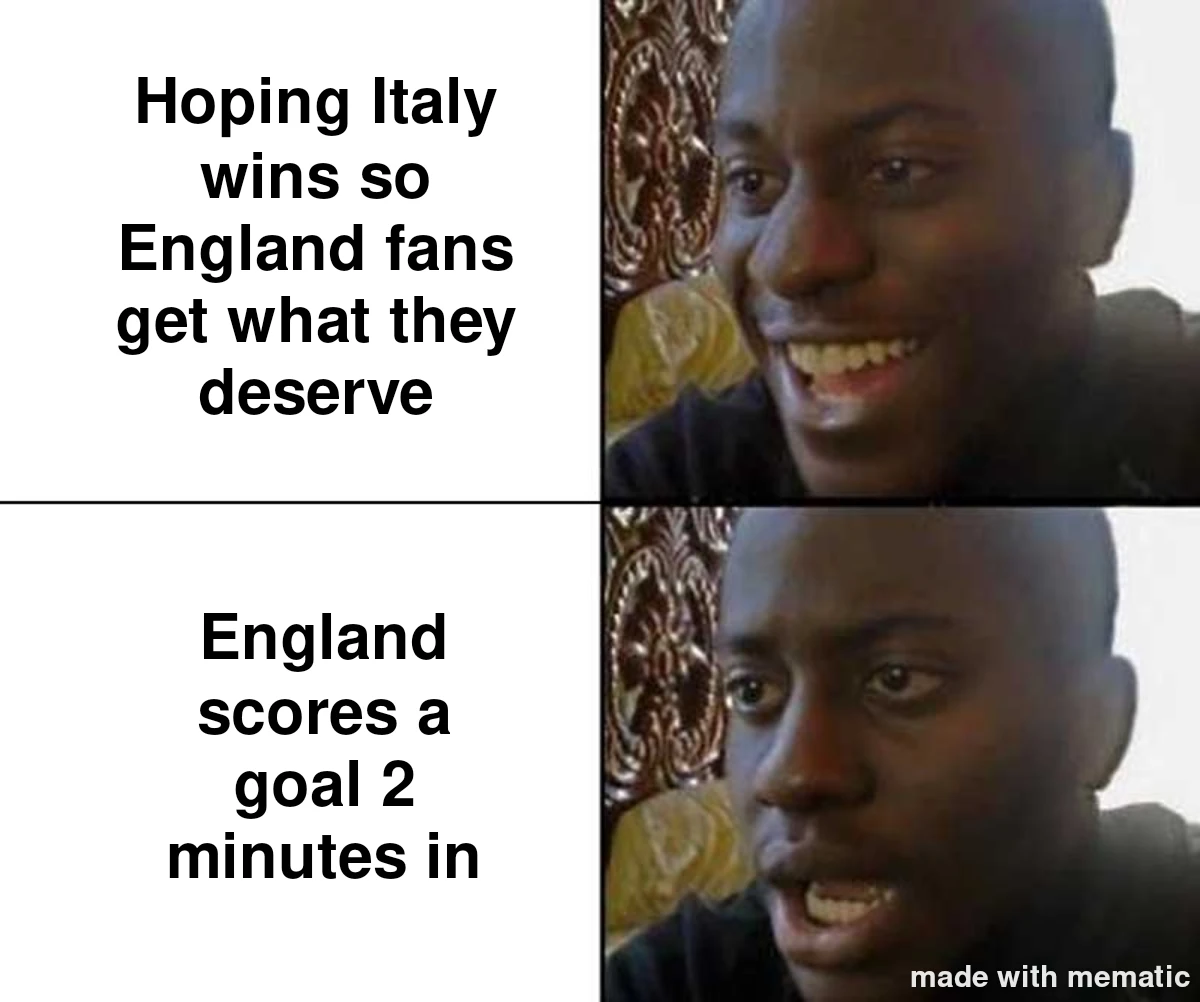 Hoping Italy
wins so
England fans
get what they
deserve
England
scores a
goal 2
minutes in
made with mematic